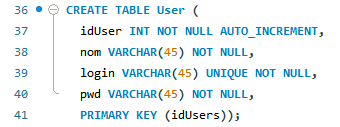 36 CREATE TABLE User (
37 idUser INT NOT NULL AUTO_INCREMENT,
38 nom VARCHAR(45) NOT NULL,
39 login VARCHAR(45) UNIQUE NOT NULL,
40 pwd VARCHAR(45) NOT NULL,
41 PRIMARY KEY (idUsers));